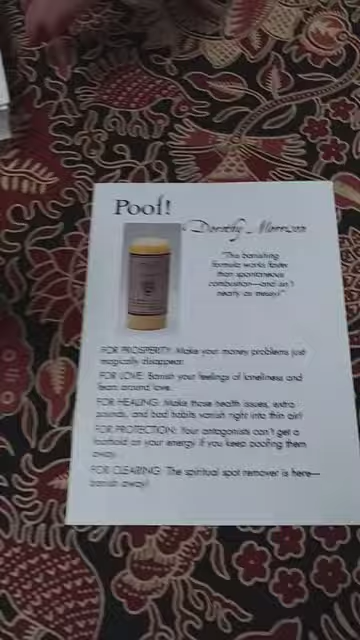 Poof!
Dorothy Morrison
"This banishing
formula works faster
than spontaneous
combustion—and isn't
nearly as messy!"
FOR PROSPERITY: Make your money problems just
magically disappear.
FOR LOVE: Banish your feelings of loneliness and
fears around love.
FOR HEALING: Make those health issues, extra
pounds, and bad habits vanish right into thin air!
FOR PROTECTION: Your antagonists can't get a
foothold on your energy if you keep poofing them
away.
FOR CLEARING: The spiritual spot remover is here—
banish away!